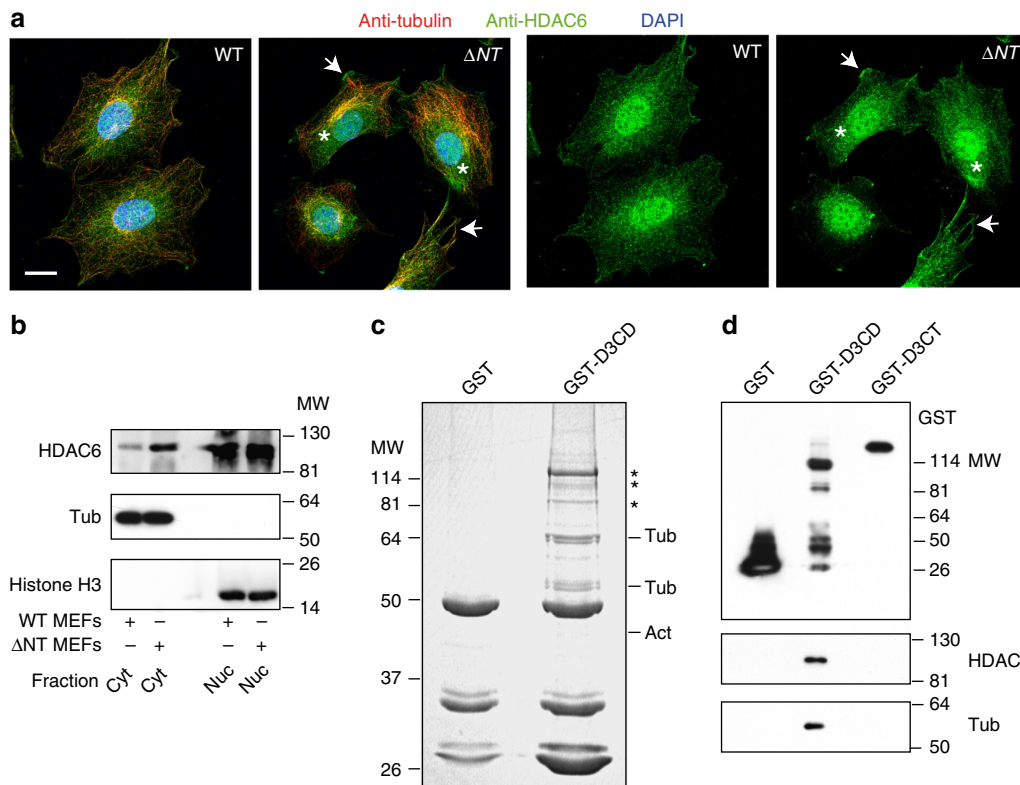 a
Anti-tubulin Anti-HDAC6 DAPI
WT
ΔNT
*
*
ΔNT
WT
*
*
b
MW
HDAC6
130
81
Tub
64
50
Histone H3
26
14
WT MEFs + – + –
ΔNT MEFs – + – +
Fraction Cyt Cyt Nuc Nuc
c
GST GST-D3CD
MW
114
81
64
50
37
26
*
*
*
Tub
Tub
Act
d
GST GST-D3CD GST-D3CT
GST
MW
114
81
64
50
26
130
HDAC
81
64
Tub
50